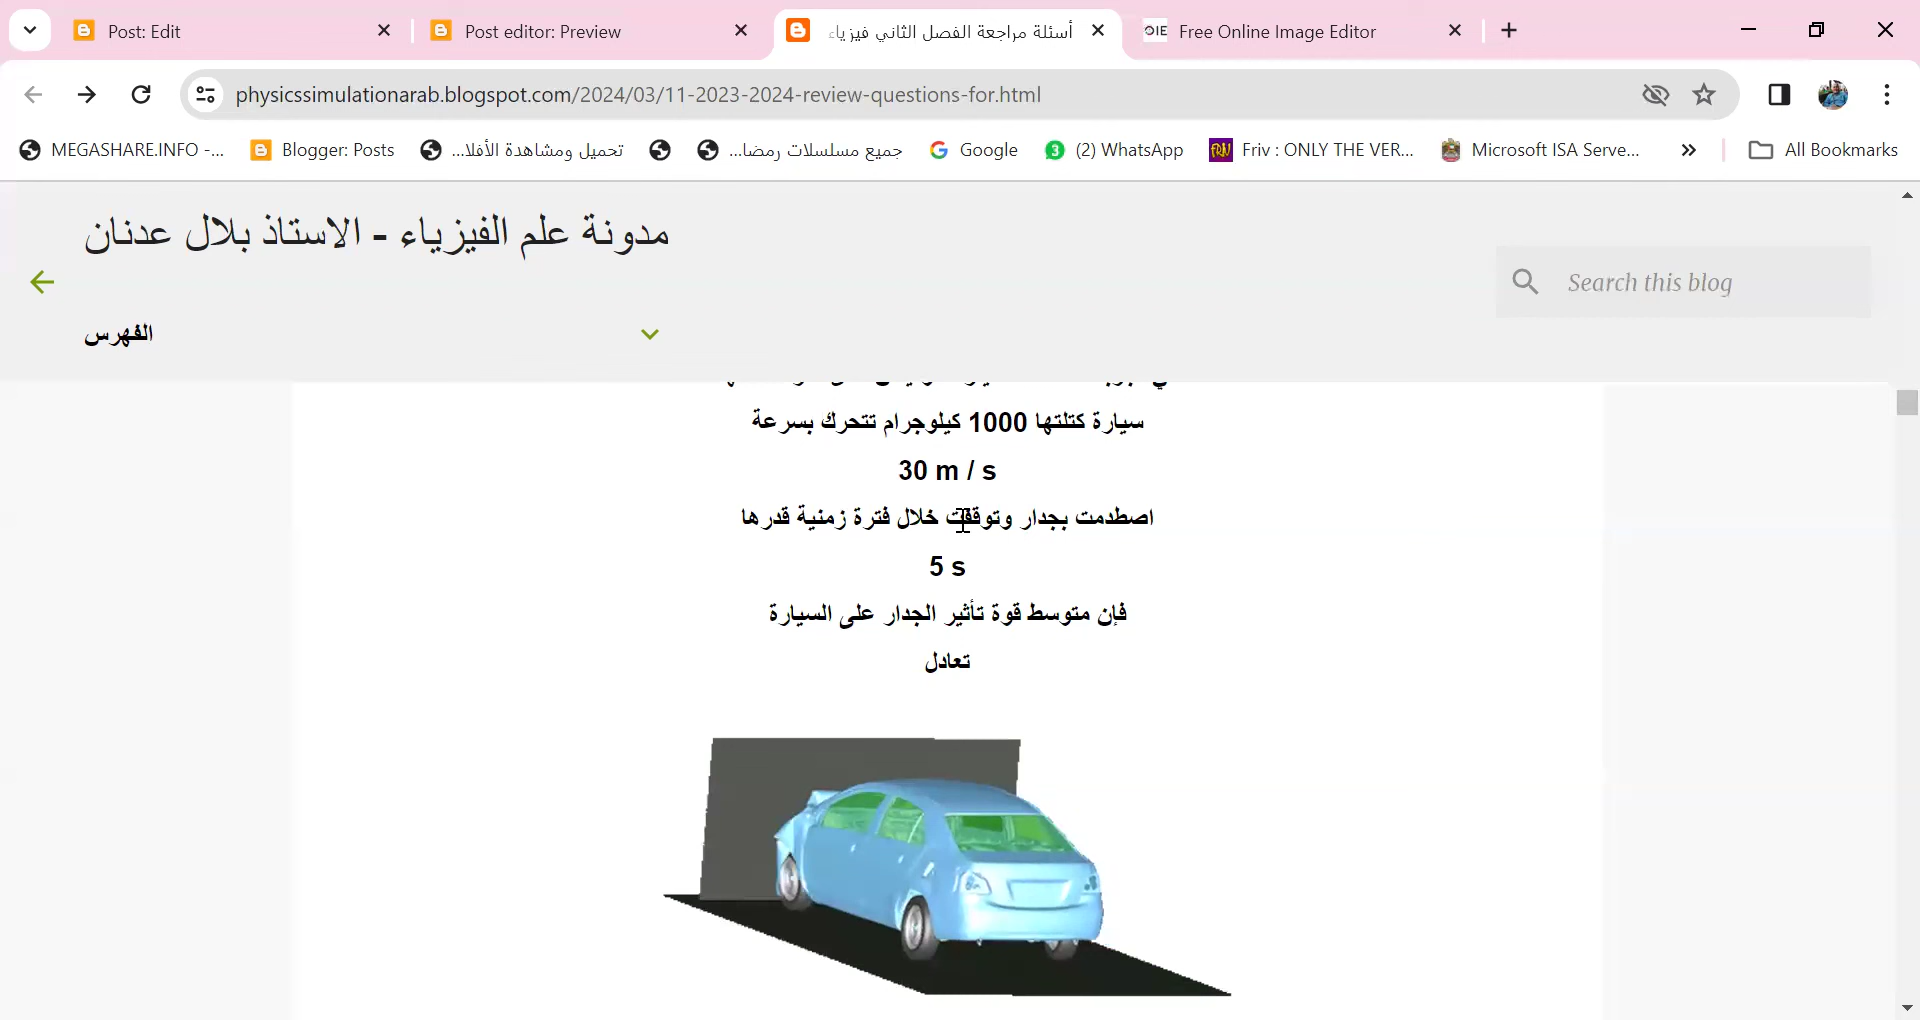 Post: Edit
Post editor: Preview
أسئلة مراجعة الفصل الثاني فيزياء
Free Online Image Editor
physicssimulationarab.blogspot.com/2024/03/11-2023-2024-review-questions-for.html
MEGASHARE.INFO -...
Blogger: Posts
تحميل ومشاهدة الأفلا...
جميع مسلسلات رمضا...
Google
(2) WhatsApp
Friv : ONLY THE VER...
Microsoft ISA Serve...
All Bookmarks
مدونة علم الفيزياء - الاستاذ بلال عدنان
Search this blog
الفهرس
سيارة كتلتها 1000 كيلوجرام تتحرك بسرعة
30 m / s
اصطدمت بجدار وتوقفت خلال فترة زمنية قدرها
5 s
فإن متوسط قوة تأثير الجدار على السيارة
تعادل